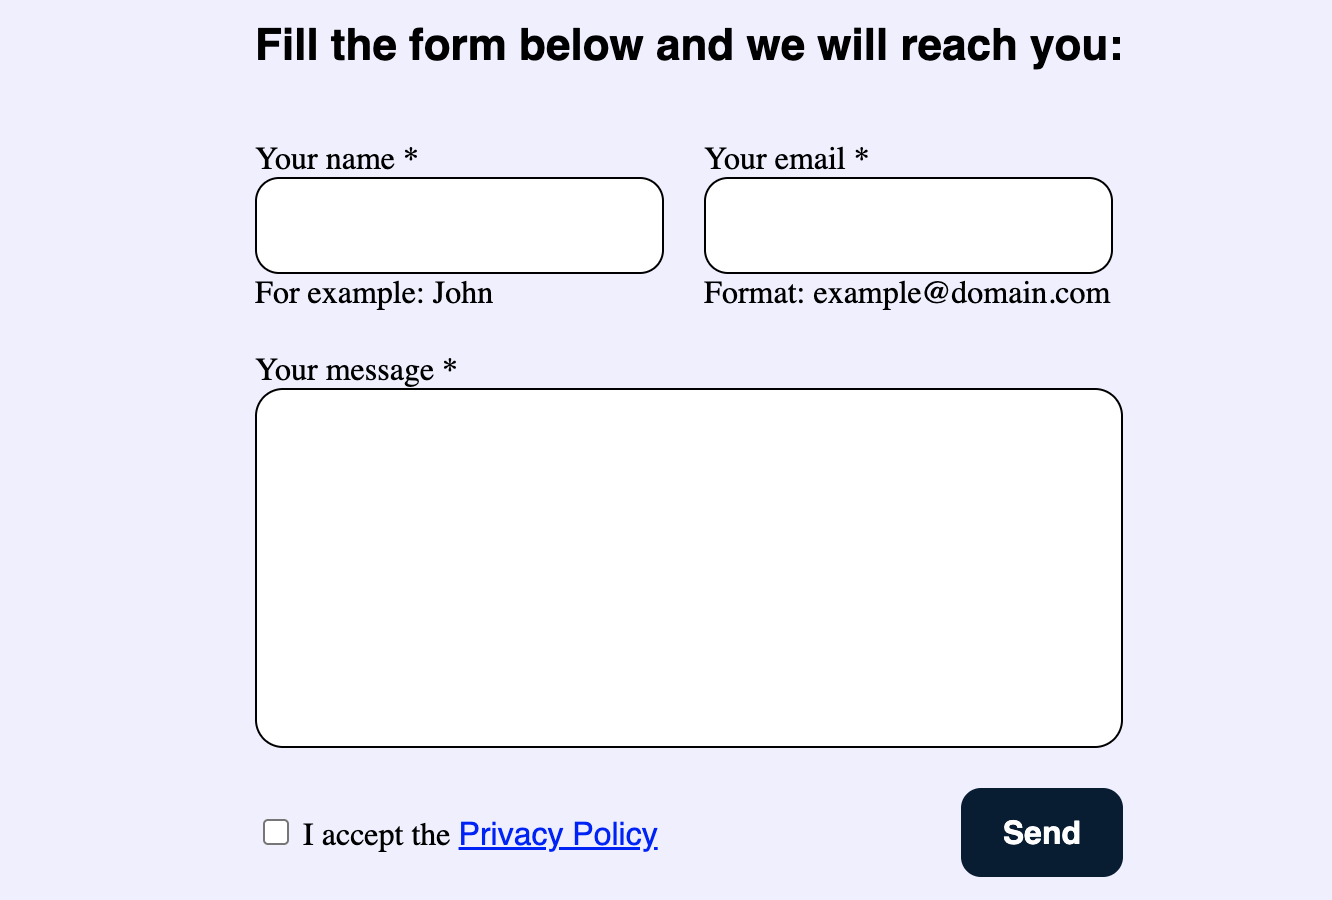 Fill the form below and we will reach you:
Your name *
Your email *
For example: John
Format: example@domain.com
Your message *
I accept the Privacy Policy
Send